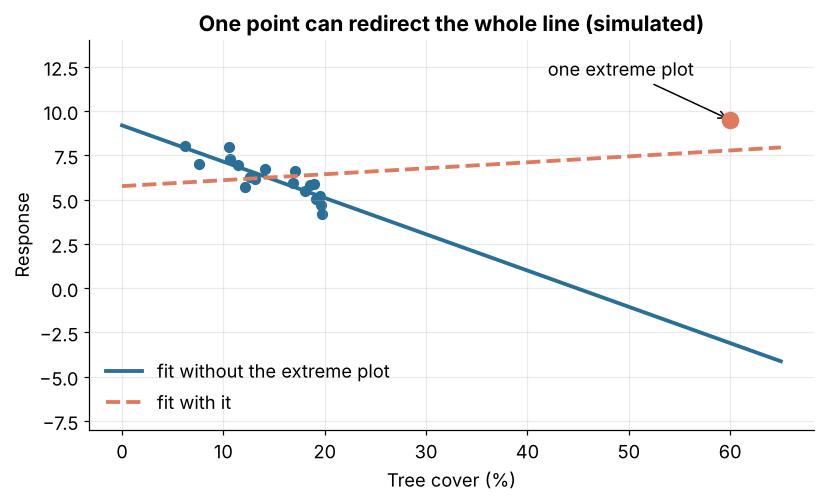 One point can redirect the whole line (simulated)
one extreme plot
12.5
10.0
7.5
5.0
2.5
0.0
−2.5
−5.0
−7.5
Response
fit without the extreme plot
fit with it
0 10 20 30 40 50 60
Tree cover (%)